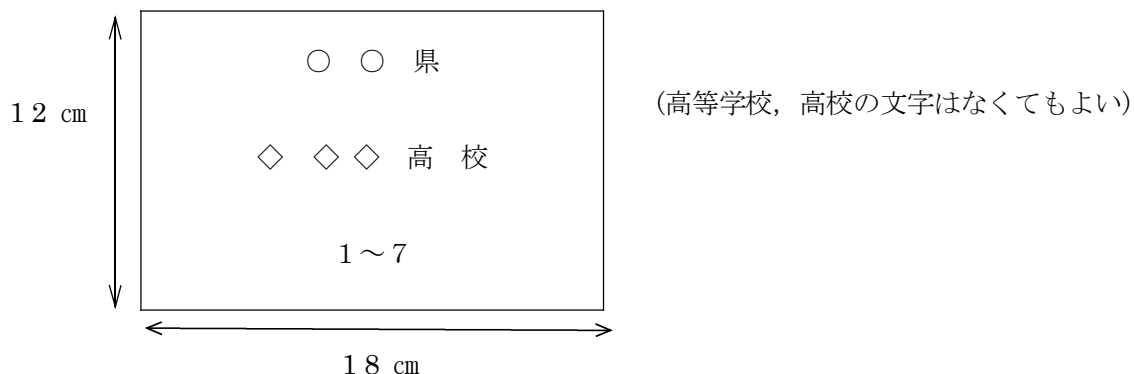 ○ ○ 県
１２ ㎝
(高等学校，高校の文字はなくてもよい)
◇ ◇ ◇ 高 校
１～７
１８ ㎝